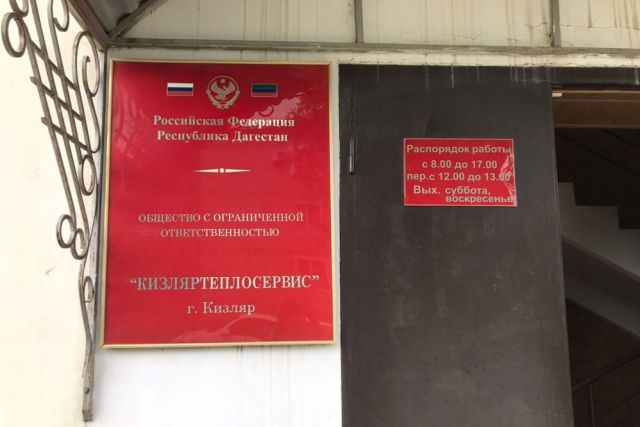 Российская Федерация
Республика Дагестан
ОБЩЕСТВО С ОГРАНИЧЕННОЙ
ОТВЕТСТВЕННОСТЬЮ
“КИЗЛЯРТЕПЛОСЕРВИС”
г. Кизляр
Распорядок работы
с 8.00 до 17.00
пер.с 12.00 до 13.00
Вых. суббота,
воскресенье